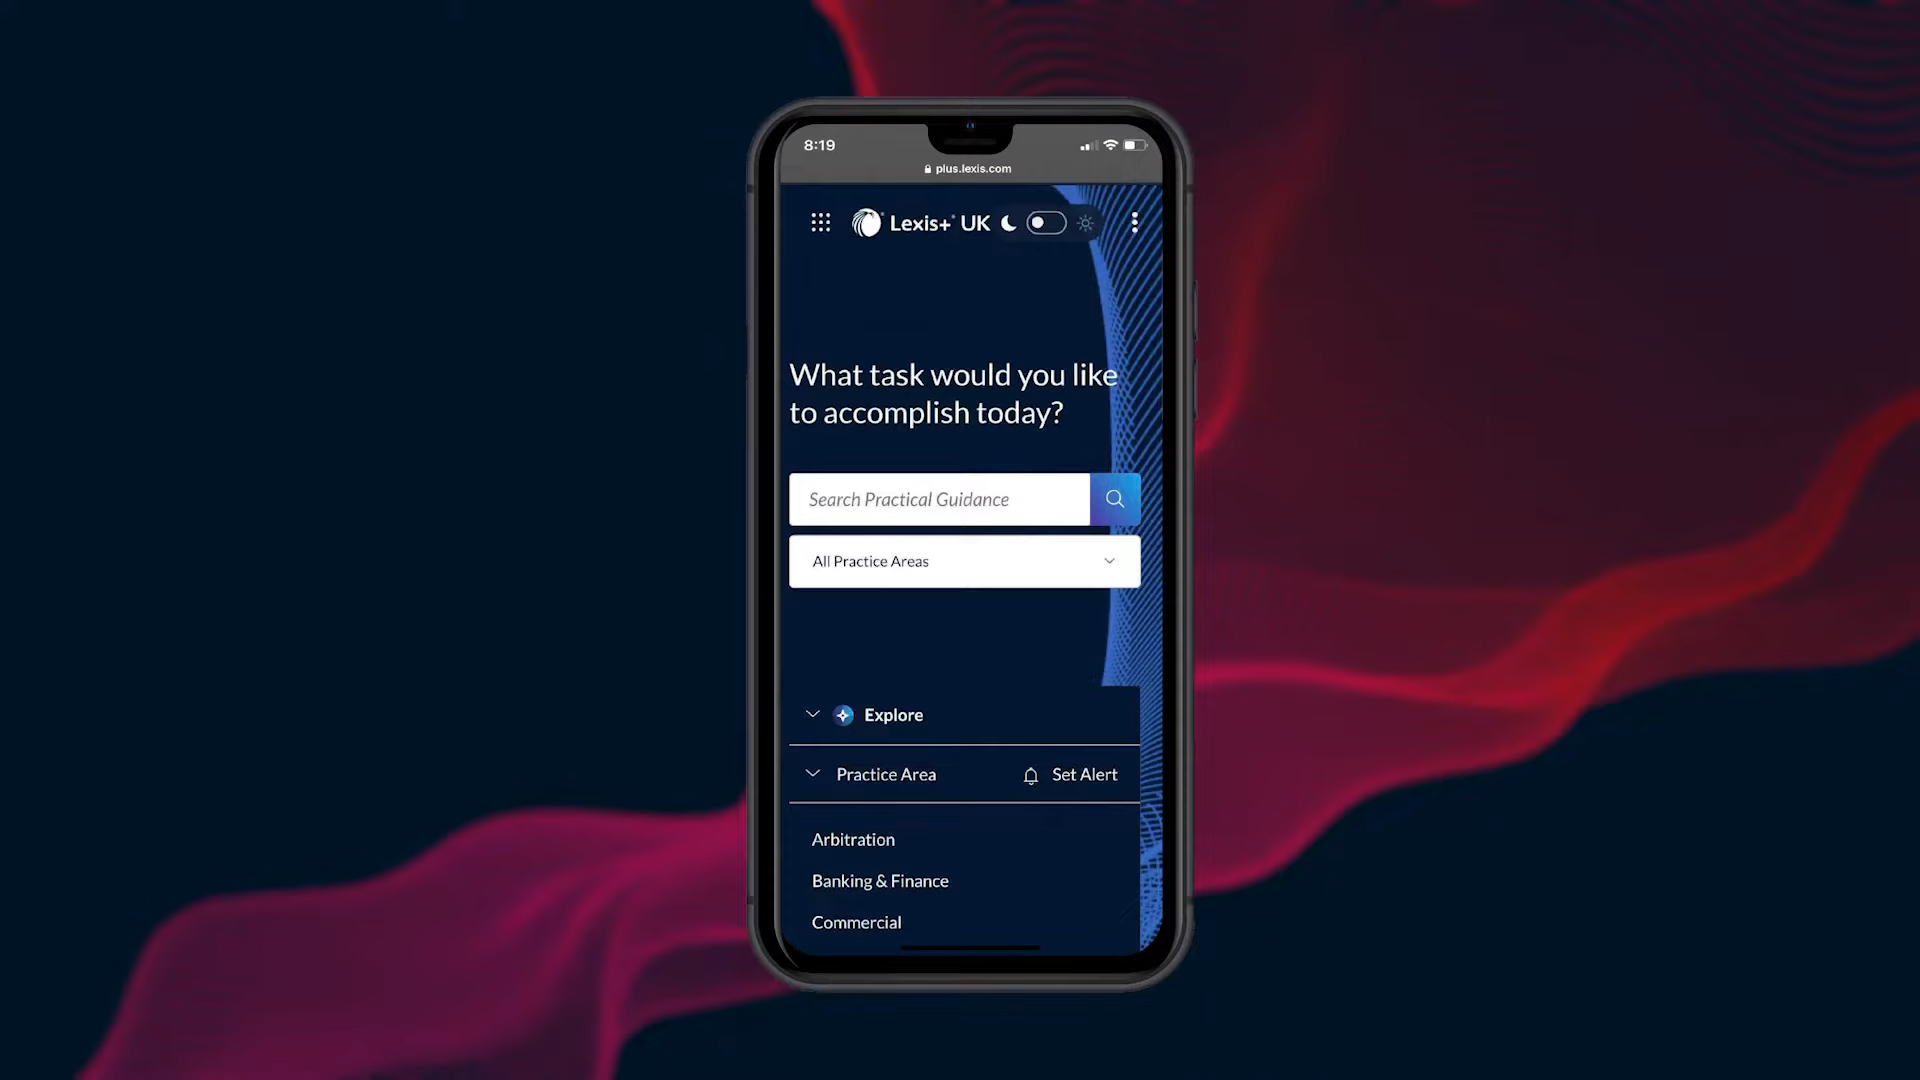 8:19
plus.lexis.com
Lexis+® UK
What task would you like
to accomplish today?
Search Practical Guidance
All Practice Areas
Explore
Practice Area
Set Alert
Arbitration
Banking & Finance
Commercial